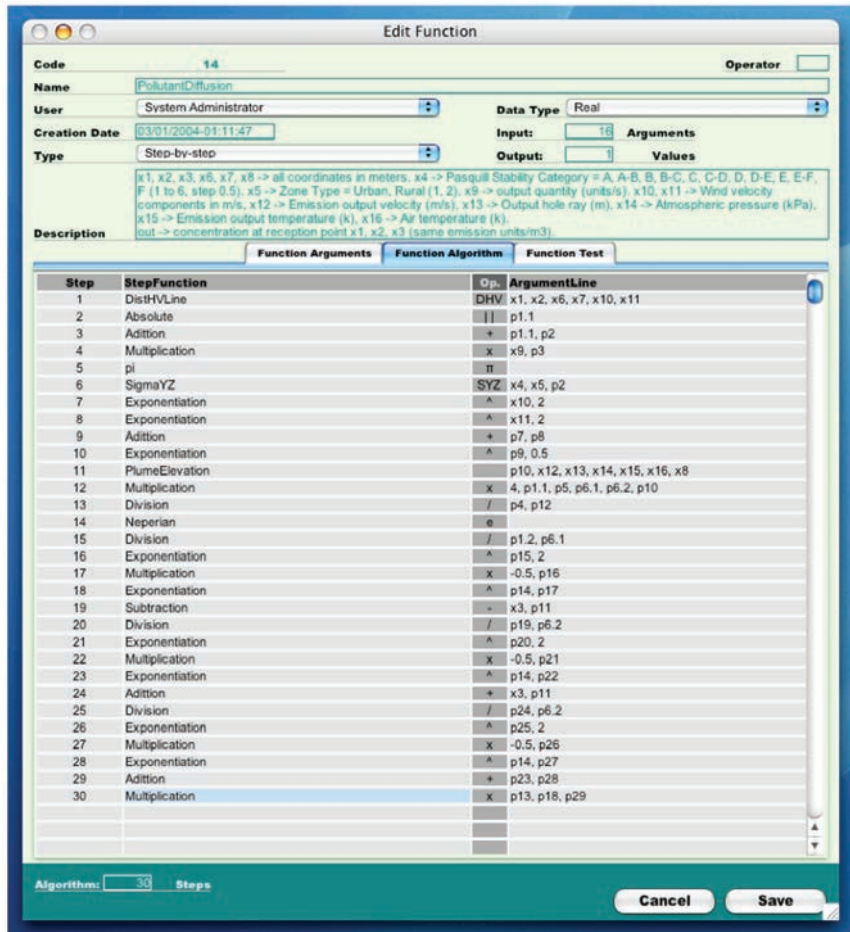 Edit Function
Code 14 Operator
Name PollutantDiffusion
User System Administrator Data Type Real
Creation Date 03/01/2004-01:11:47 Input: 16 Arguments
Type Step-by-step Output: 1 Values
x1, x2, x3, x6, x7, x8 -> all coordinates in meters. x4 -> Pasquill Stability Category = A, A-B, B, B-C, C, C-D, D, D-E, E, E-F,
F (1 to 6, step 0.5). x5 -> Zone Type = Urban, Rural (1, 2). x9 -> output quantity (units/s). x10, x11 -> Wind velocity
components in m/s, x12 -> Emission output velocity (m/s), x13 -> Output hole ray (m), x14 -> Atmospheric pressure (kPa),
x15 -> Emission output temperature (k), x16 -> Air temperature (k).
Description out -> concentration at reception point x1, x2, x3 (same emission units/m3).
Function Arguments Function Algorithm Function Test
Step StepFunction Op. ArgumentLine
1 DistHVLine DHV x1, x2, x6, x7, x10, x11
2 Absolute | | p1.1
3 Adittion + p1.1, p2
4 Multiplication x x9, p3
5 pi π
6 SigmaYZ SYZ x4, x5, p2
7 Exponentiation ^ x10, 2
8 Exponentiation ^ x11, 2
9 Adittion + p7, p8
10 Exponentiation ^ p9, 0.5
11 PlumeElevation p10, x12, x13, x14, x15, x16, x8
12 Multiplication x 4, p1.1, p5, p6.1, p6.2, p10
13 Division / p4, p12
14 Neperian e
15 Division / p1.2, p6.1
16 Exponentiation ^ p15, 2
17 Multiplication x -0.5, p16
18 Exponentiation ^ p14, p17
19 Subtraction - x3, p11
20 Division / p19, p6.2
21 Exponentiation ^ p20, 2
22 Multiplication x -0.5, p21
23 Exponentiation ^ p14, p22
24 Adittion + x3, p11
25 Division / p24, p6.2
26 Exponentiation ^ p25, 2
27 Multiplication x -0.5, p26
28 Exponentiation ^ p14, p27
29 Adittion + p23, p28
30 Multiplication x p13, p18, p29
Algorithm: 30 Steps
Cancel Save